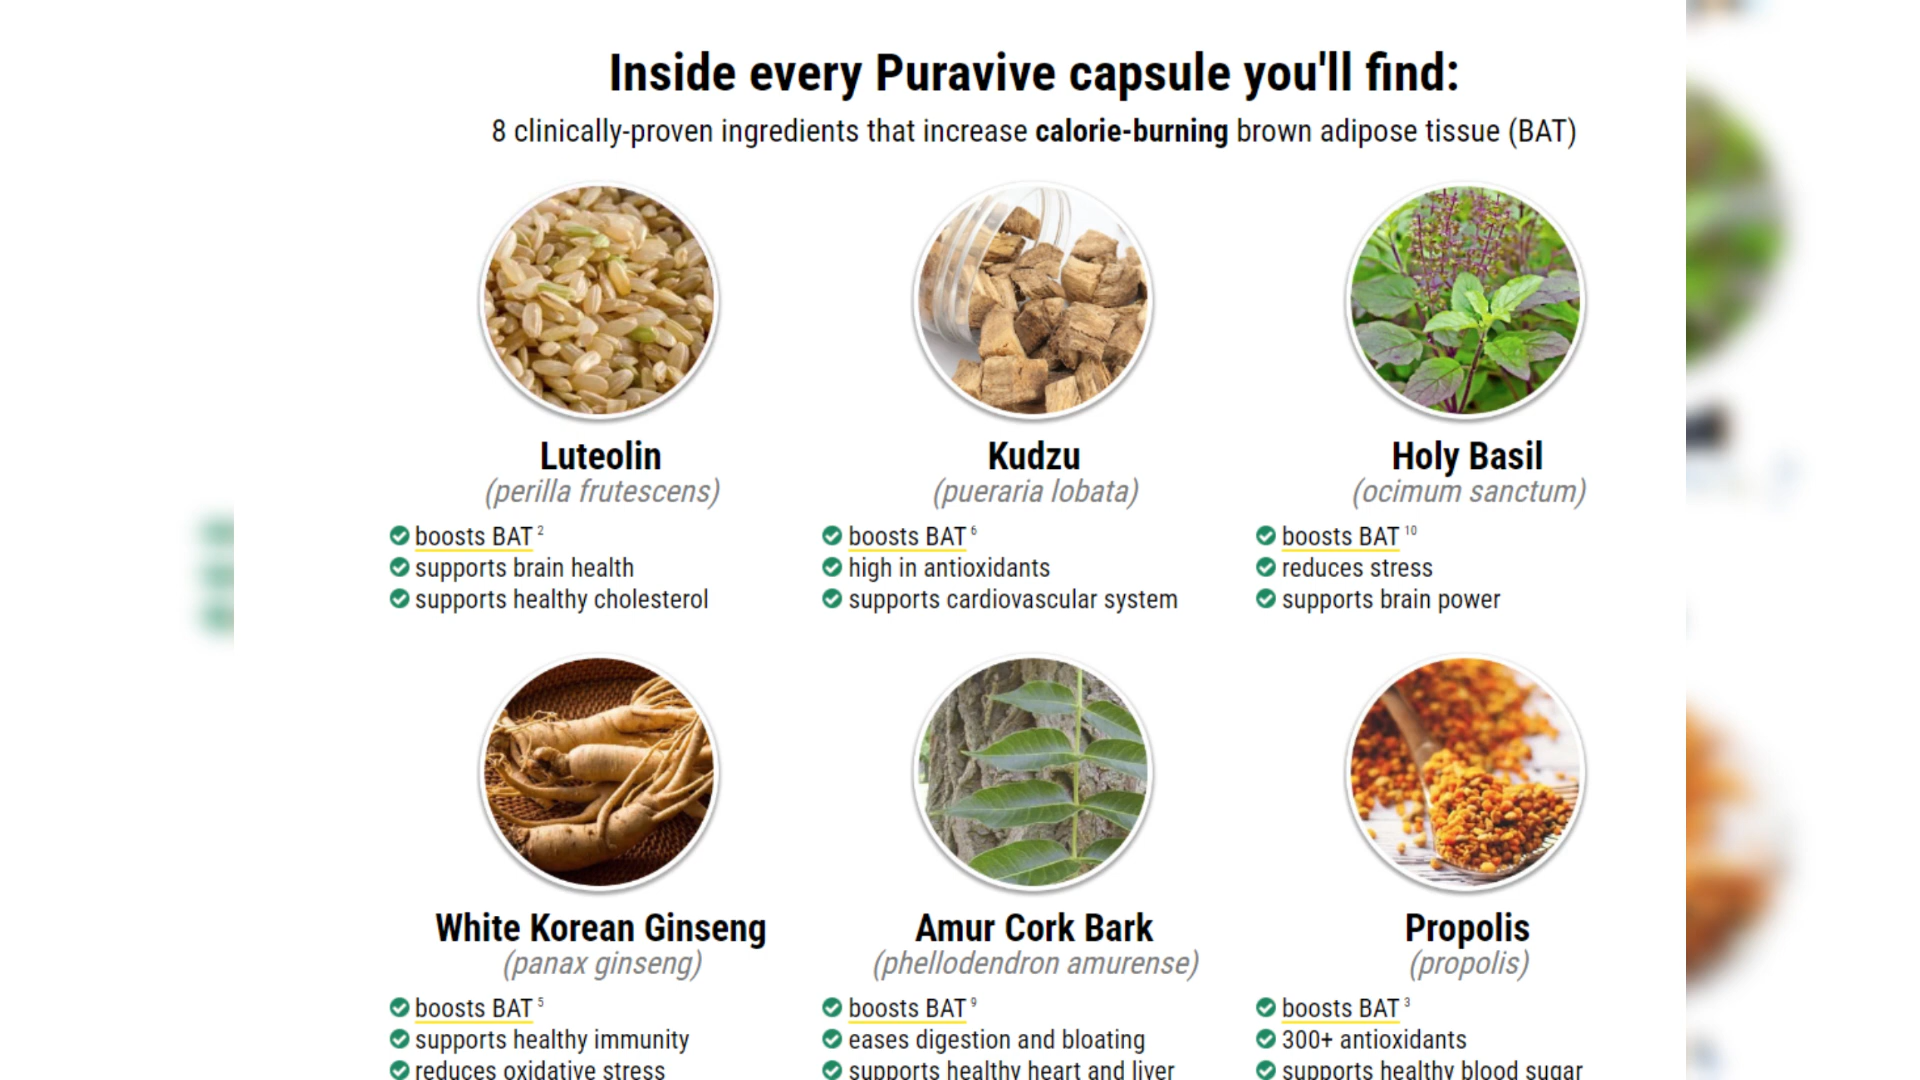 Inside every Puravive capsule you'll find:
8 clinically-proven ingredients that increase calorie-burning brown adipose tissue (BAT)
Luteolin
(perilla frutescens)
boosts BAT 2
supports brain health
supports healthy cholesterol
Kudzu
(pueraria lobata)
boosts BAT 6
high in antioxidants
supports cardiovascular system
Holy Basil
(ocimum sanctum)
boosts BAT 10
reduces stress
supports brain power
White Korean Ginseng
(panax ginseng)
boosts BAT 5
supports healthy immunity
reduces oxidative stress
Amur Cork Bark
(phellodendron amurense)
boosts BAT 9
eases digestion and bloating
supports healthy heart and liver
Propolis
(propolis)
boosts BAT 3
300+ antioxidants
supports healthy blood sugar